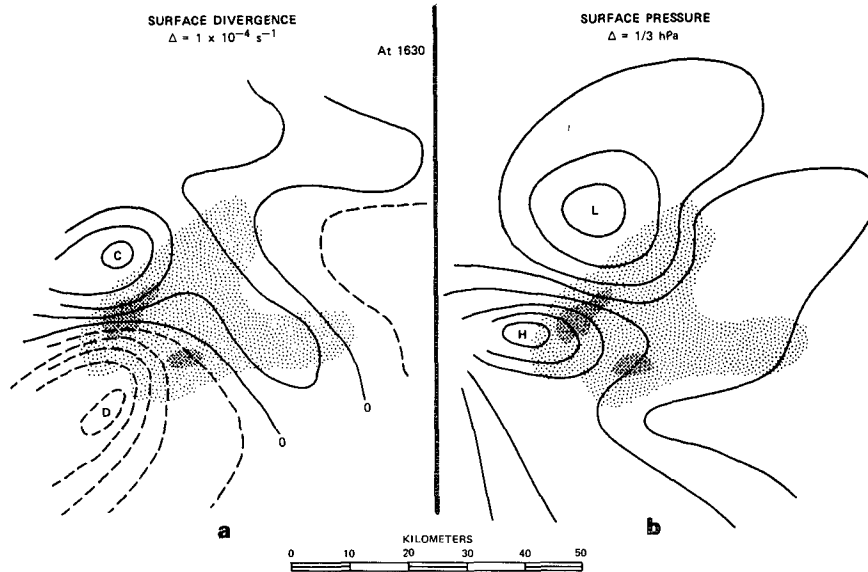 SURFACE DIVERGENCE
Δ = 1 x 10⁻⁴ s⁻¹
At 1630
SURFACE PRESSURE
Δ = 1/3 hPa
C
D
0
0
L
H
a
b
KILOMETERS
0 10 20 30 40 50